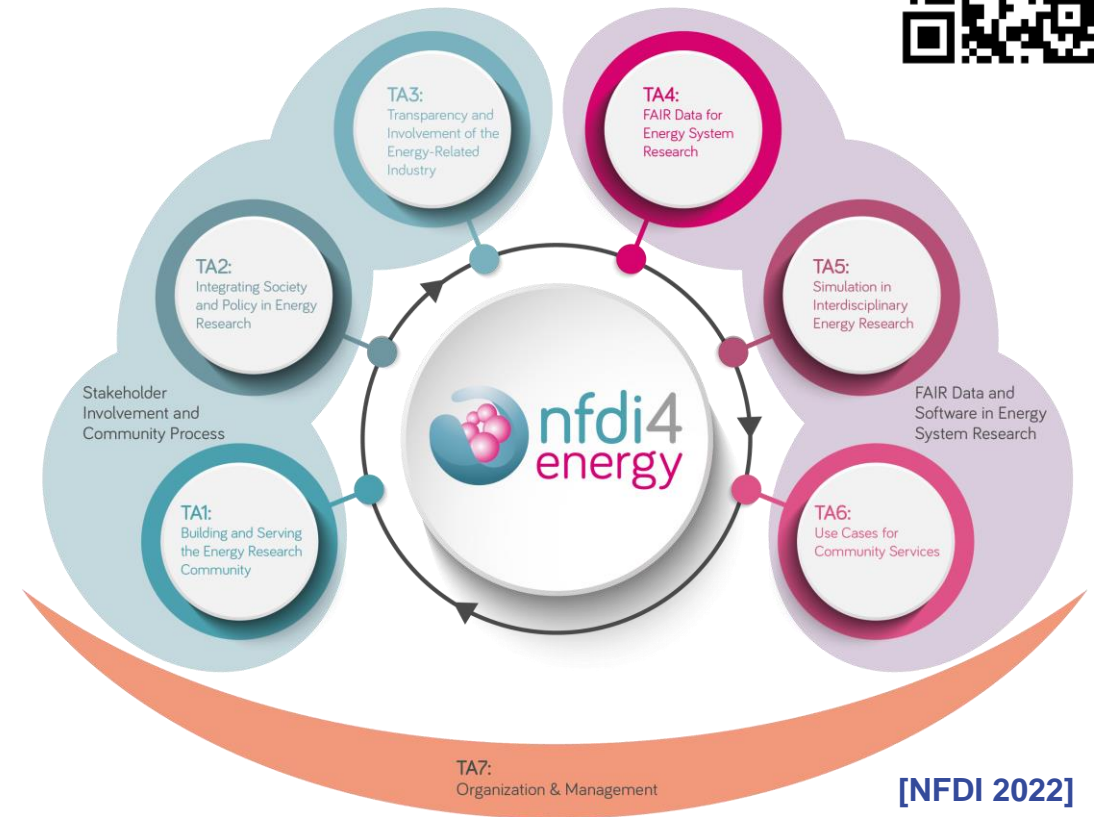 TA3:
Transparency and
Involvement of the
Energy-Related
Industry
TA4:
FAIR Data for
Energy System
Research
TA2:
Integrating Society
and Policy in Energy
Research
TA5:
Simulation in
Interdisciplinary
Energy Research
Stakeholder
Involvement and
Community Process
nfdi4
energy
FAIR Data and
Software in Energy
System Research
TA1:
Building and Serving
the Energy Research
Community
TA6:
Use Cases for
Community Services
TA7:
Organization & Management
[NFDI 2022]